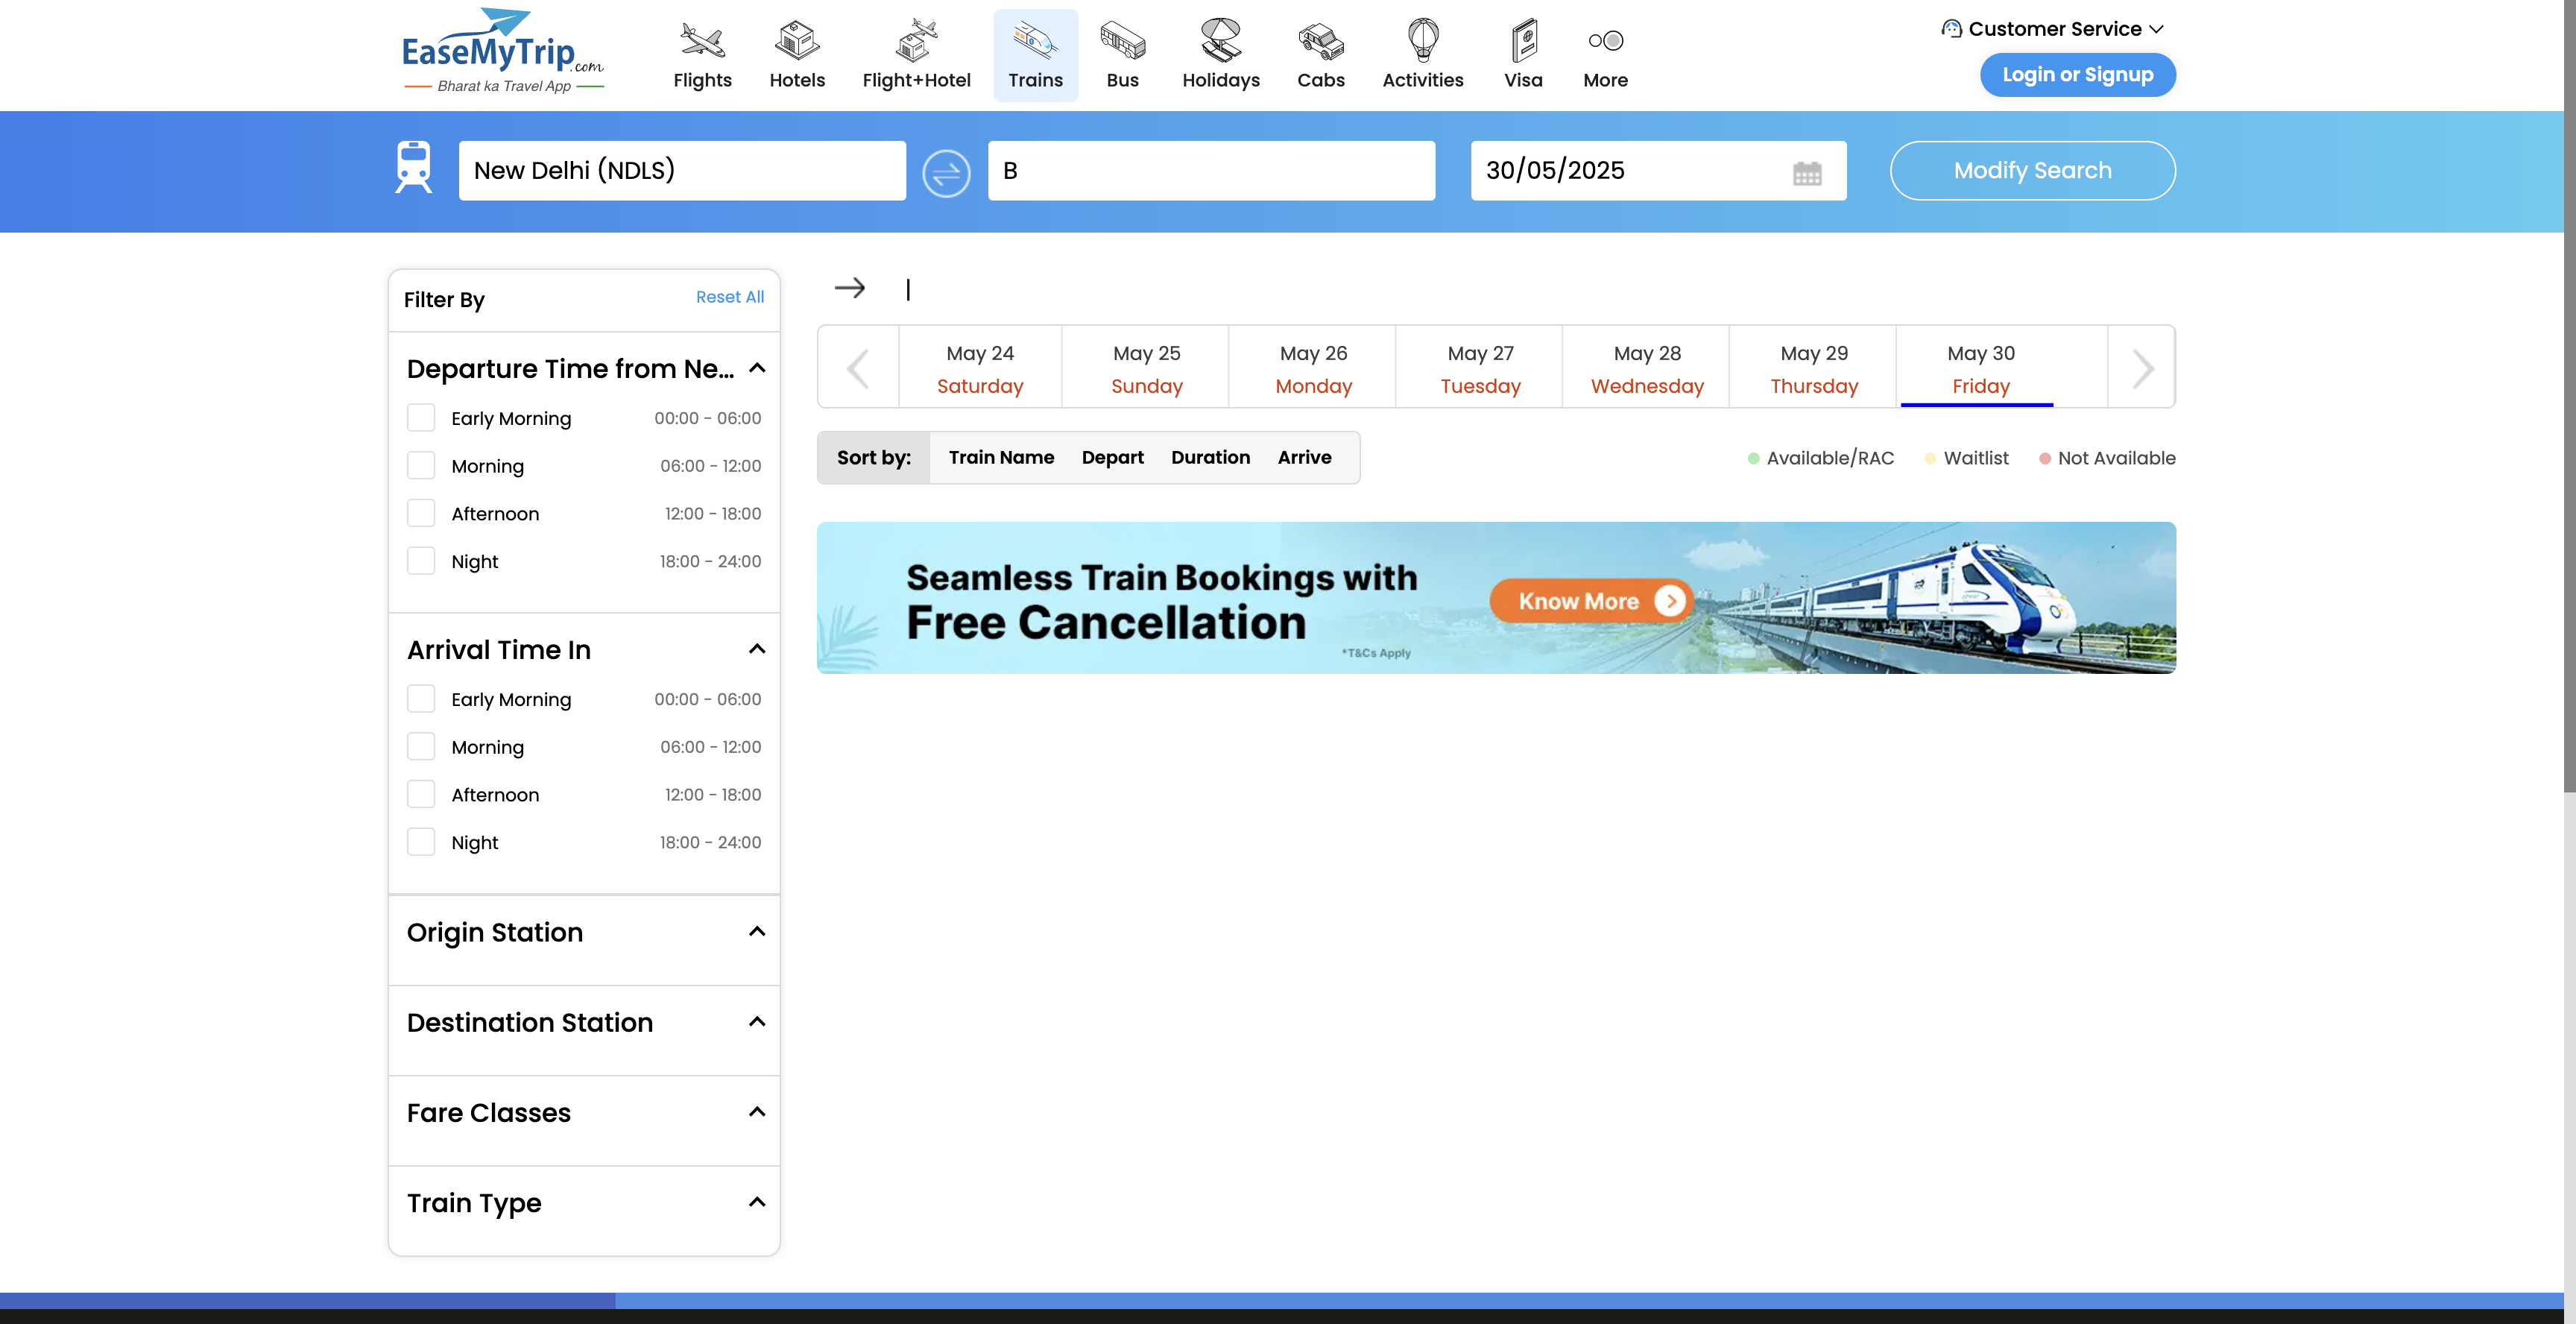 EaseMyTrip.com
Bharat ka Travel App
Flights
Hotels
Flight+Hotel
Trains
Bus
Holidays
Cabs
Activities
Visa
More
Customer Service
Login or Signup
New Delhi (NDLS)
B
30/05/2025
Modify Search
Filter By
Reset All
Departure Time from Ne...
Early Morning 00:00 - 06:00
Morning 06:00 - 12:00
Afternoon 12:00 - 18:00
Night 18:00 - 24:00
Arrival Time In
Early Morning 00:00 - 06:00
Morning 06:00 - 12:00
Afternoon 12:00 - 18:00
Night 18:00 - 24:00
Origin Station
Destination Station
Fare Classes
Train Type
|
May 24
Saturday
May 25
Sunday
May 26
Monday
May 27
Tuesday
May 28
Wednesday
May 29
Thursday
May 30
Friday
Sort by: Train Name Depart Duration Arrive
Available/RAC Waitlist Not Available
Seamless Train Bookings with
Free Cancellation
*T&Cs Apply
Know More